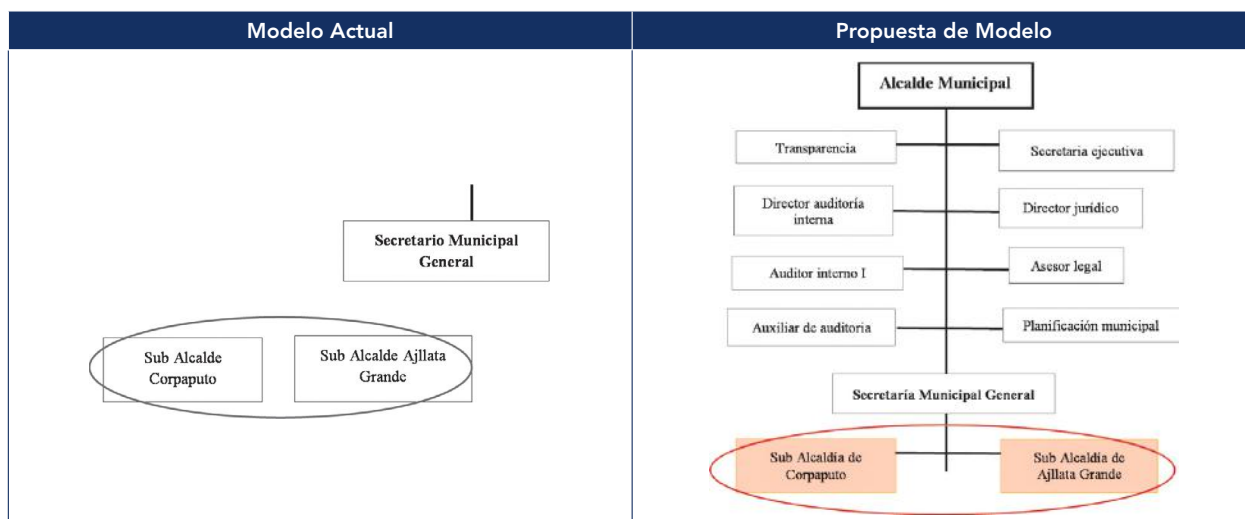 Modelo Actual
Propuesta de Modelo
Secretario Municipal
General
Sub Alcalde
Corpaputo
Sub Alcalde Ajllata
Grande
Alcalde Municipal
Transparencia
Secretaria ejecutiva
Director auditoría
interna
Director jurídico
Auditor interno I
Asesor legal
Auxiliar de auditoria
Planificación municipal
Secretaría Municipal General
Sub Alcaldía de
Corpaputo
Sub Alcaldía de
Ajllata Grande